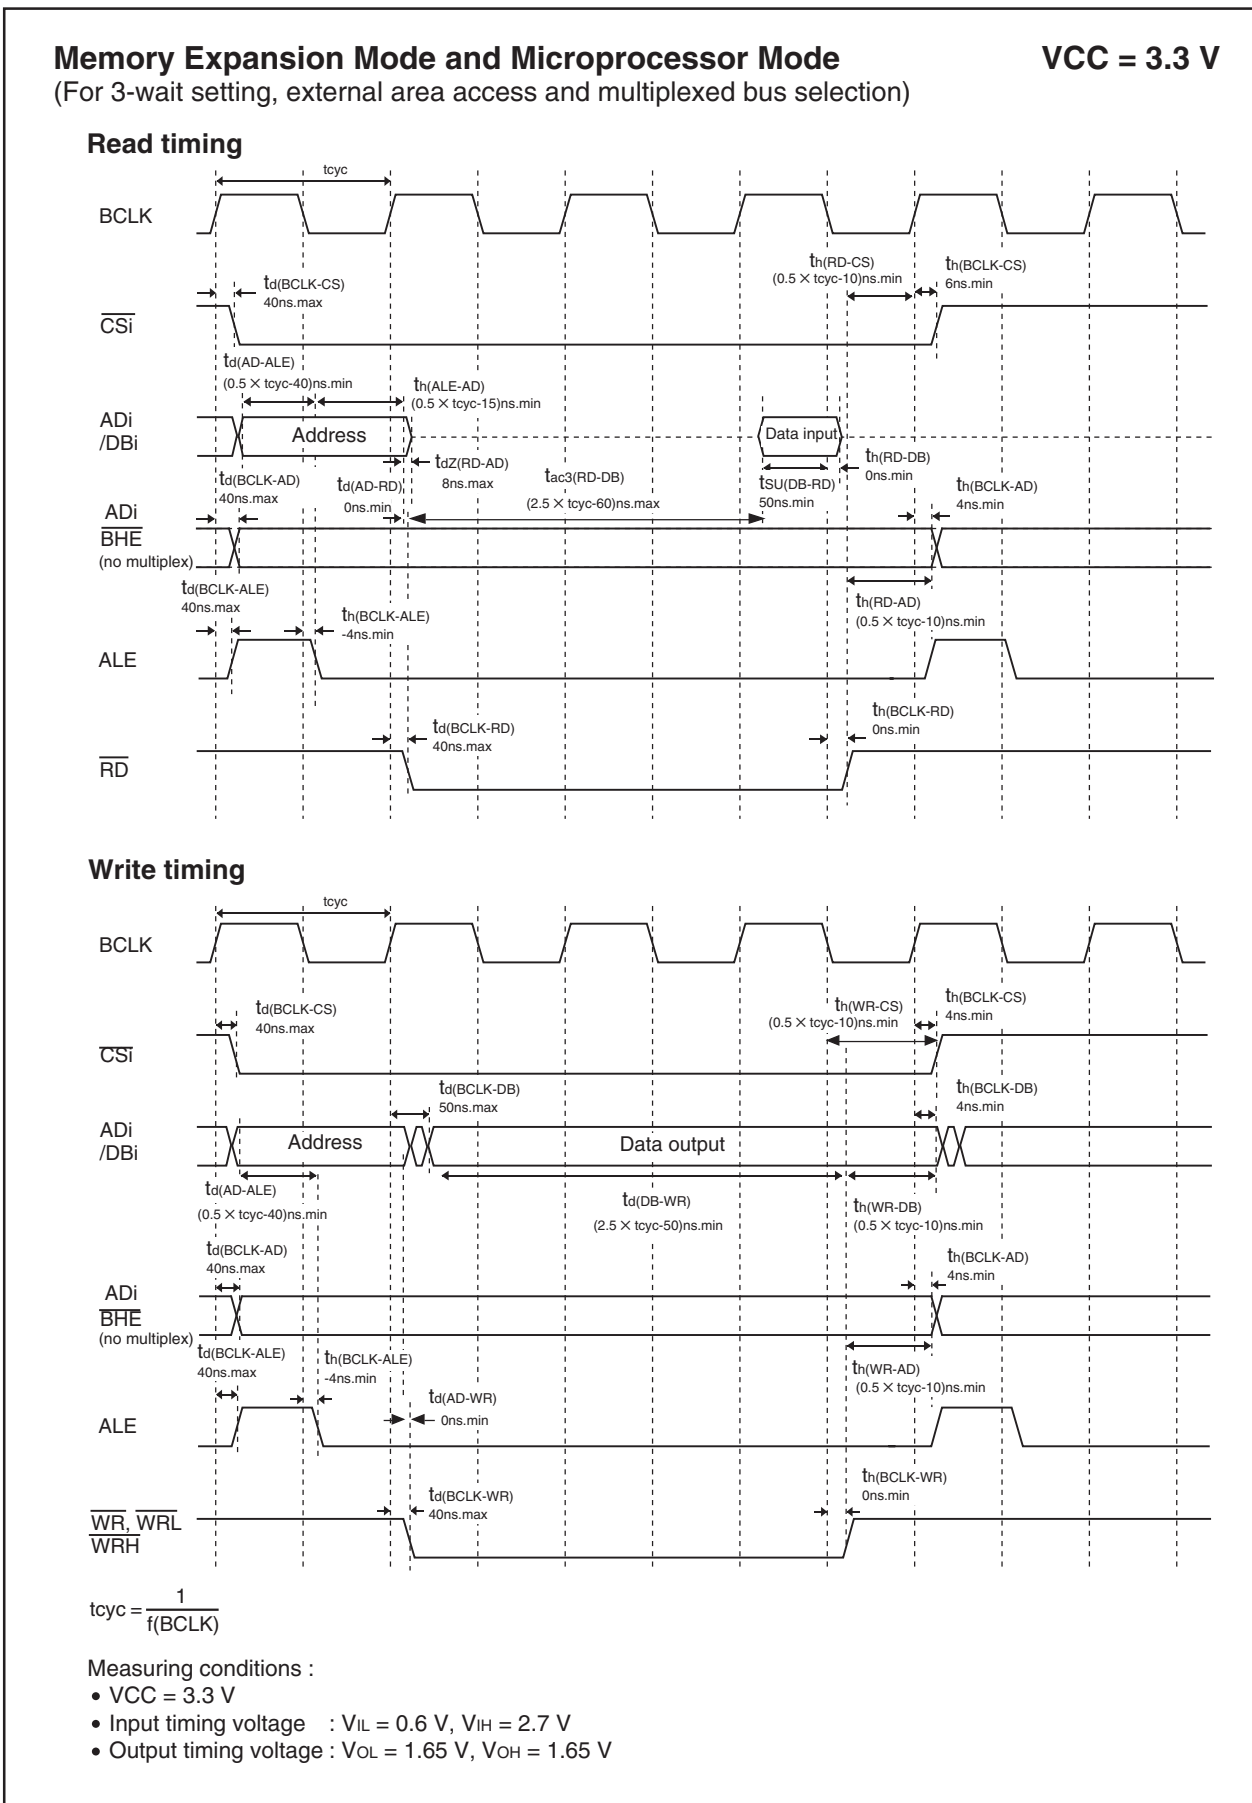 Memory Expansion Mode and Microprocessor Mode VCC = 3.3 V
(For 3-wait setting, external area access and multiplexed bus selection)
Read timing
tcyc
BCLK
th(RD-CS)
(0.5 × tcyc-10)ns.min
th(BCLK-CS)
6ns.min
td(BCLK-CS)
40ns.max
CSi
td(AD-ALE)
(0.5 × tcyc-40)ns.min
th(ALE-AD)
(0.5 × tcyc-15)ns.min
ADi
/DBi
Address
Data input
tdZ(RD-AD)
8ns.max
th(RD-DB)
0ns.min
td(BCLK-AD)
40ns.max
td(AD-RD)
0ns.min
tac3(RD-DB)
(2.5 × tcyc-60)ns.max
tSU(DB-RD)
50ns.min
th(BCLK-AD)
4ns.min
ADi
BHE
(no multiplex)
td(BCLK-ALE)
40ns.max
th(BCLK-ALE)
-4ns.min
th(RD-AD)
(0.5 × tcyc-10)ns.min
ALE
td(BCLK-RD)
40ns.max
th(BCLK-RD)
0ns.min
RD
Write timing
tcyc
BCLK
td(BCLK-CS)
40ns.max
th(WR-CS)
(0.5 × tcyc-10)ns.min
th(BCLK-CS)
4ns.min
CSi
td(BCLK-DB)
50ns.max
th(BCLK-DB)
4ns.min
ADi
/DBi
Address
Data output
td(AD-ALE)
(0.5 × tcyc-40)ns.min
td(DB-WR)
(2.5 × tcyc-50)ns.min
th(WR-DB)
(0.5 × tcyc-10)ns.min
td(BCLK-AD)
40ns.max
th(BCLK-AD)
4ns.min
ADi
BHE
(no multiplex)
td(BCLK-ALE)
40ns.max
th(BCLK-ALE)
-4ns.min
th(WR-AD)
(0.5 × tcyc-10)ns.min
td(AD-WR)
0ns.min
ALE
td(BCLK-WR)
40ns.max
th(BCLK-WR)
0ns.min
WR, WRL
WRH
tcyc = 1
f(BCLK)
Measuring conditions :
• VCC = 3.3 V
• Input timing voltage : VIL = 0.6 V, VIH = 2.7 V
• Output timing voltage : VOL = 1.65 V, VOH = 1.65 V